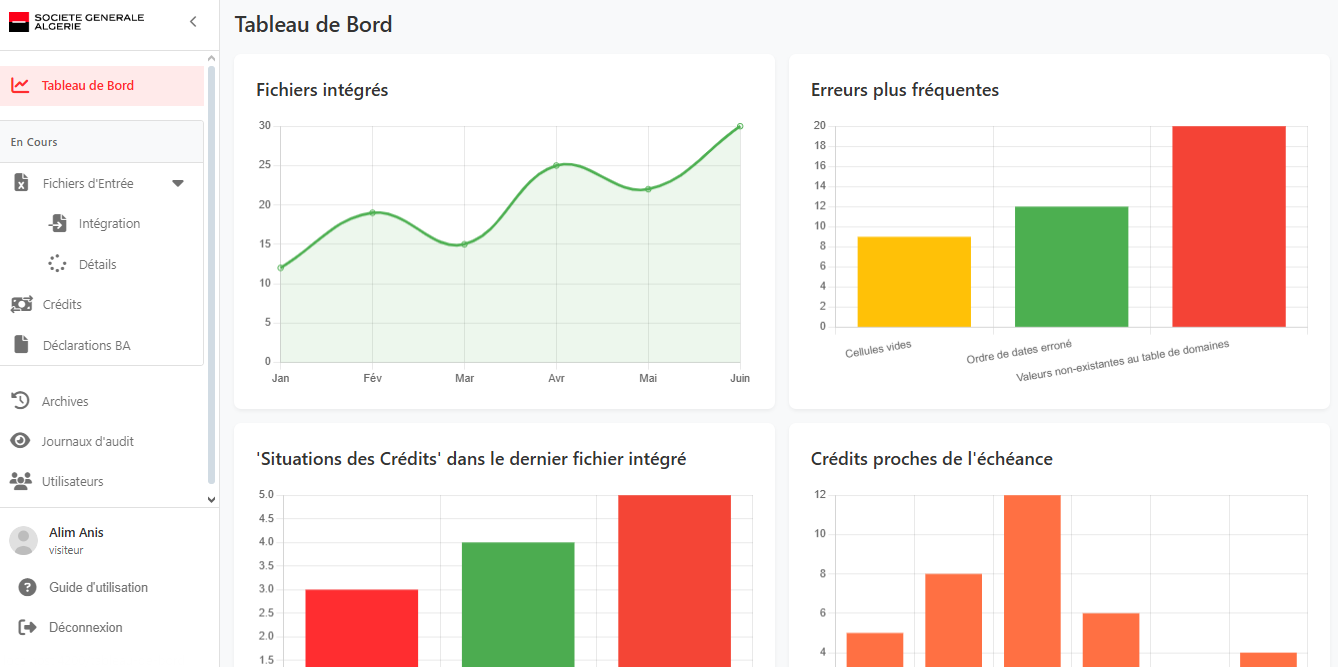 SOCIETE GENERALE
ALGERIE
Tableau de Bord
En Cours
Fichiers d'Entrée
Intégration
Détails
Crédits
Déclarations BA
Archives
Journaux d'audit
Utilisateurs
Alim Anis
visiteur
Guide d'utilisation
Déconnexion
Tableau de Bord
Fichiers intégrés
30
25
20
15
10
5
0
Jan Fév Mar Avr Mai Juin
Erreurs plus fréquentes
20
18
16
14
12
10
8
6
4
2
0
Cellules vides
Ordre de dates erroné
Valeurs non-existantes au table de domaines
'Situations des Crédits' dans le dernier fichier intégré
5.0
4.5
4.0
3.5
3.0
2.5
2.0
1.5
Crédits proches de l'échéance
12
10
8
6
4